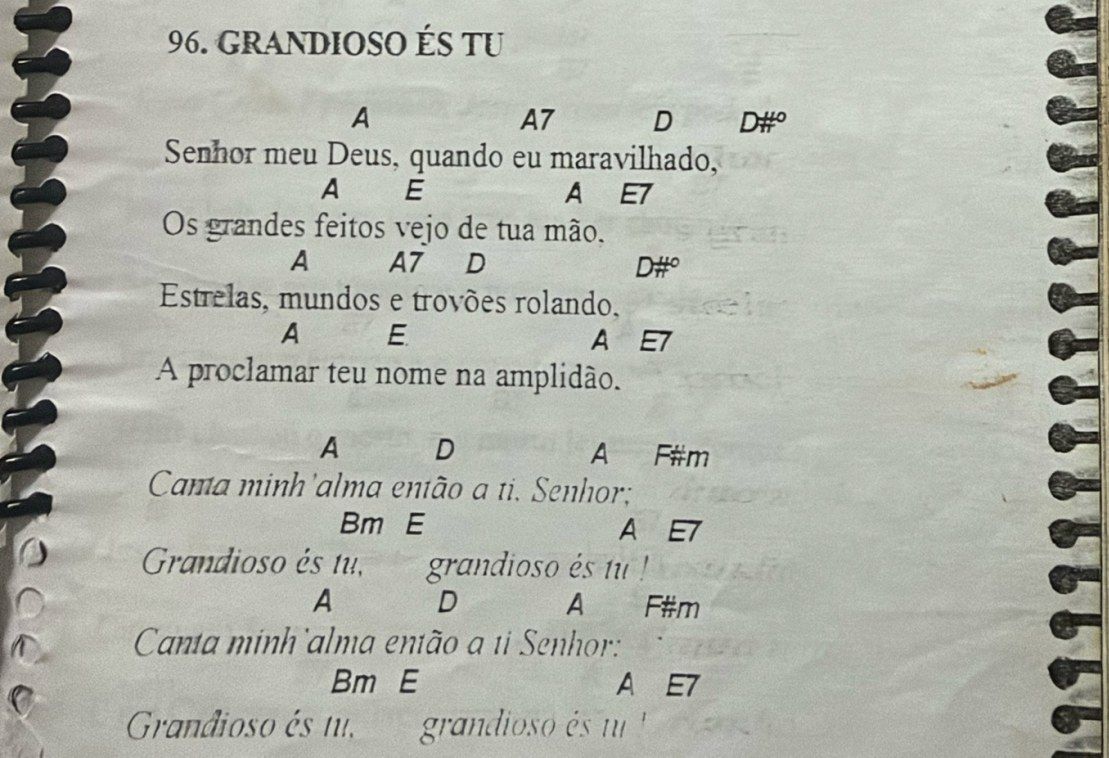 96. GRANDIOSO ÉS TU
A A7 D D#º
Senhor meu Deus, quando eu maravilhado,
A E A E7
Os grandes feitos vejo de tua mão.
A A7 D D#º
Estrelas, mundos e trovões rolando,
A E A E7
A proclamar teu nome na amplidão.
A D A F#m
Canta minh'alma então a ti. Senhor;
Bm E A E7
Grandioso és tu, grandioso és tu !
A D A F#m
Canta minh'alma então a ti Senhor:
Bm E A E7
Grandioso és tu, grandioso és tu !